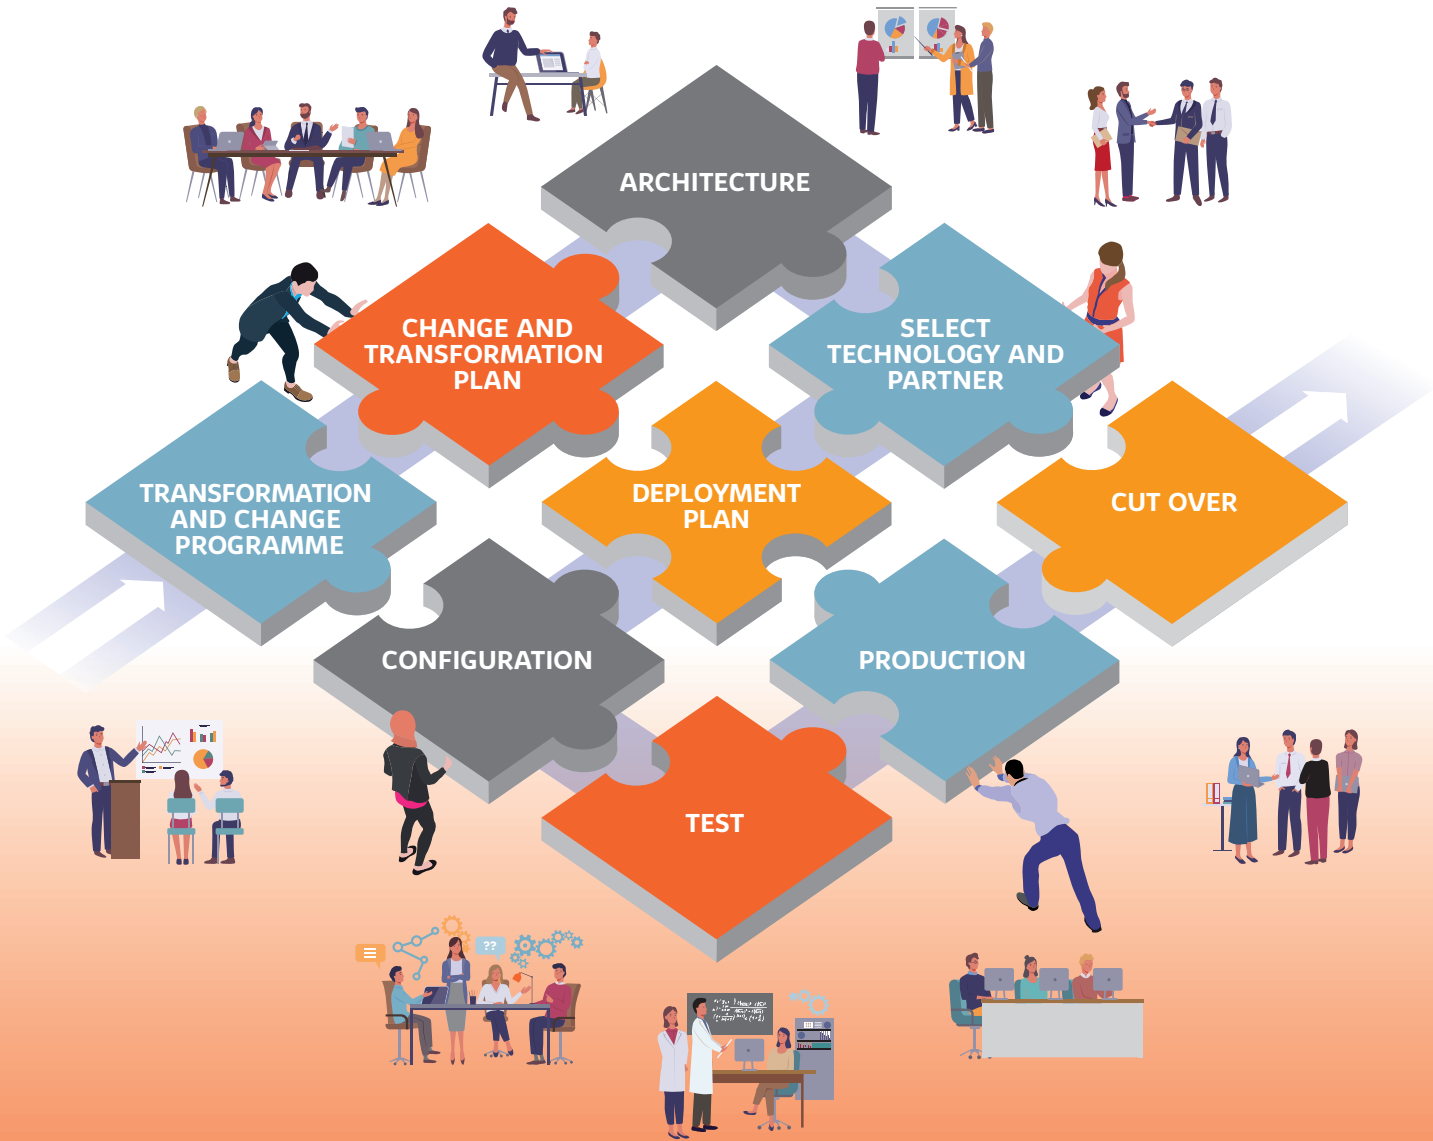 ARCHITECTURE
CHANGE AND
TRANSFORMATION
PLAN
SELECT
TECHNOLOGY AND
PARTNER
TRANSFORMATION
AND CHANGE
PROGRAMME
DEPLOYMENT
PLAN
CUT OVER
CONFIGURATION
PRODUCTION
TEST
??